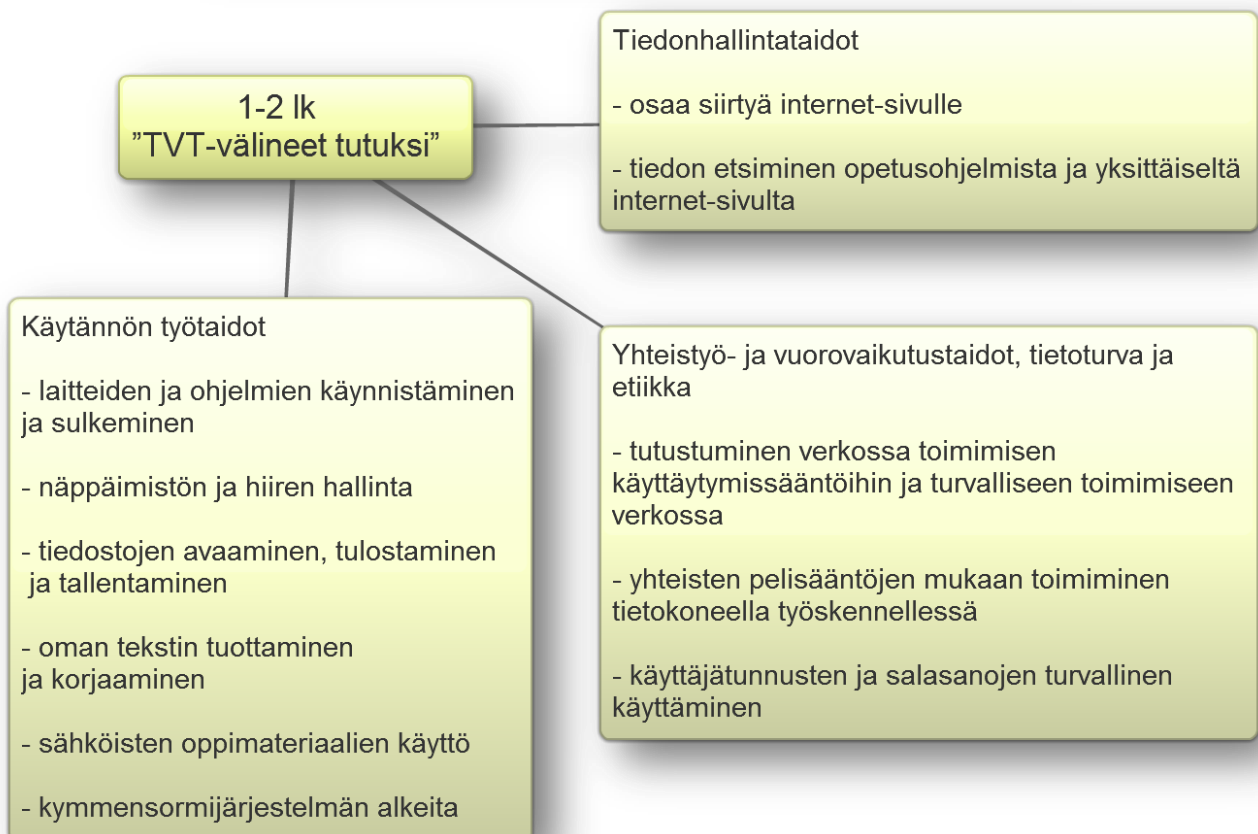 1-2 lk
”TVT-välineet tutuksi”
Tiedonhallintataidot
- osaa siirtyä internet-sivulle
- tiedon etsiminen opetusohjelmista ja yksittäiseltä
internet-sivulta
Käytännön työtaidot
- laitteiden ja ohjelmien käynnistäminen
ja sulkeminen
- näppäimistön ja hiiren hallinta
- tiedostojen avaaminen, tulostaminen
ja tallentaminen
- oman tekstin tuottaminen
ja korjaaminen
- sähköisten oppimateriaalien käyttö
- kymmensormijärjestelmän alkeita
Yhteistyö- ja vuorovaikutustaidot, tietoturva ja
etiikka
- tutustuminen verkossa toimimisen
käyttäytymissääntöihin ja turvalliseen toimimiseen
verkossa
- yhteisten pelisääntöjen mukaan toimiminen
tietokoneella työskennellessä
- käyttäjätunnusten ja salasanojen turvallinen
käyttäminen